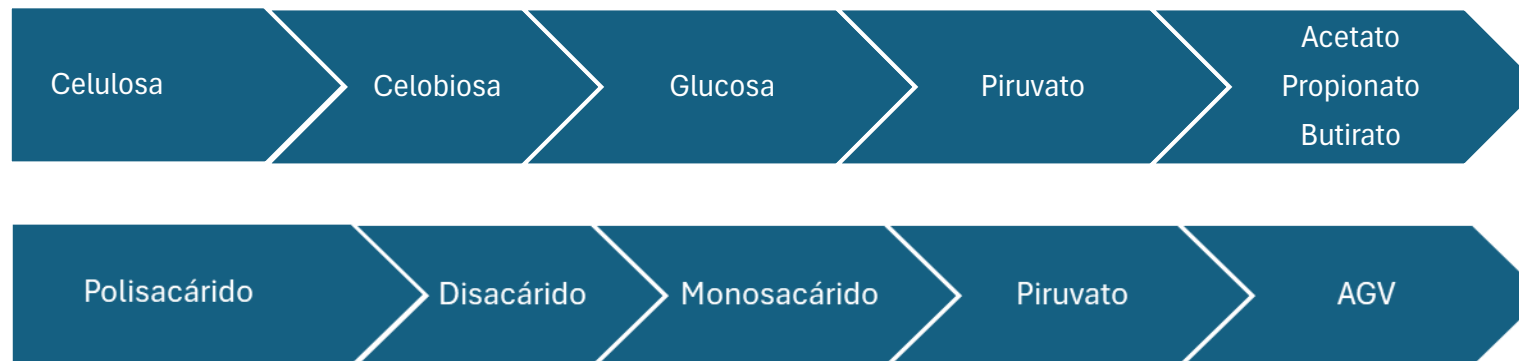 Celulosa
Celobiosa
Glucosa
Piruvato
Acetato
Propionato
Butirato
Polisacárido
Disacárido
Monosacárido
Piruvato
AGV